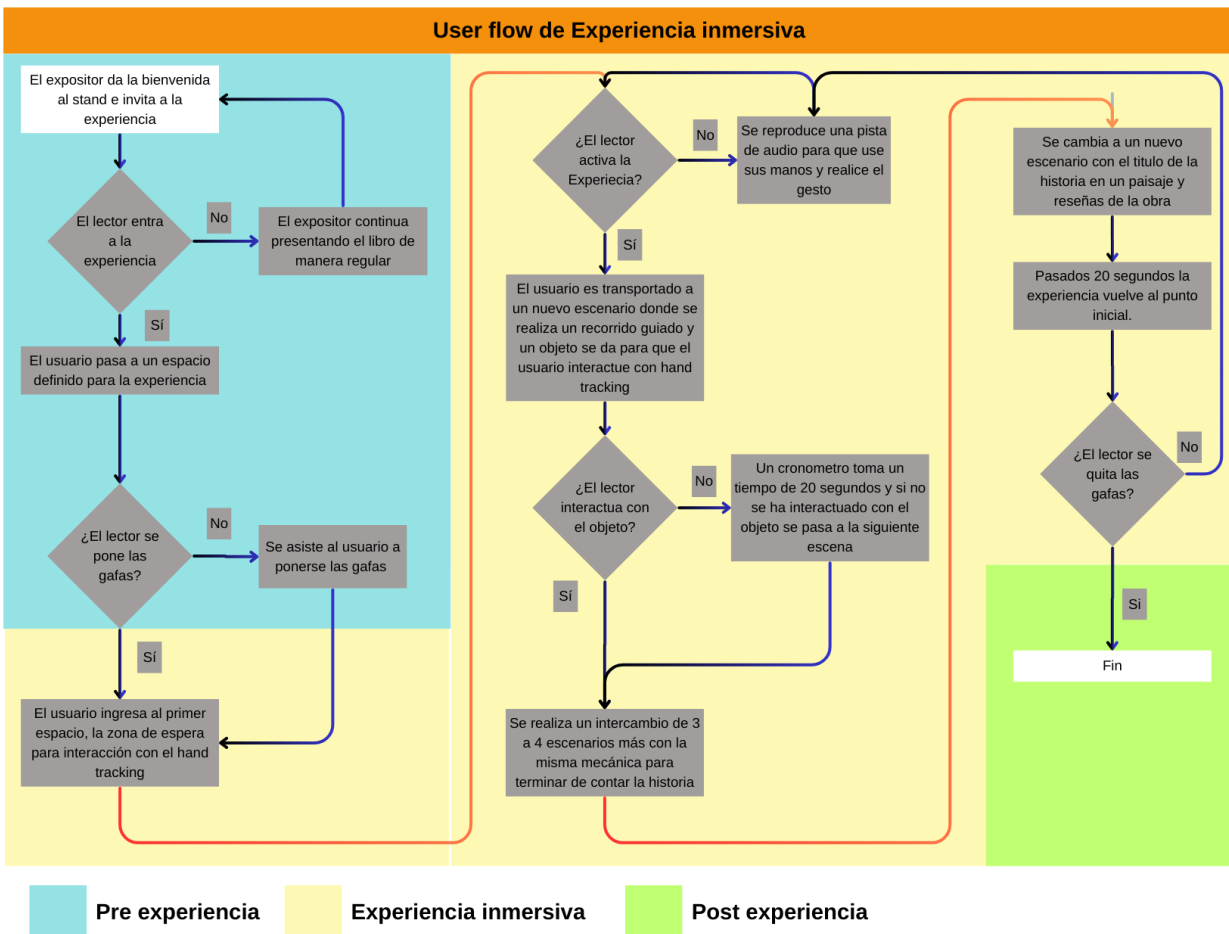 User flow de Experiencia inmersiva
El expositor da la bienvenida
al stand e invita a la
experiencia
El lector entra
a la
experiencia
No
El expositor continua
presentando el libro de
manera regular
Sí
El usuario pasa a un espacio
definido para la experiencia
¿El lector se
pone las
gafas?
No
Se asiste al usuario a
ponerse las gafas
Sí
El usuario ingresa al primer
espacio, la zona de espera
para interacción con el hand
tracking
¿El lector
activa la
Experiecia?
No
Se reproduce una pista
de audio para que use
sus manos y realice el
gesto
Sí
El usuario es transportado a
un nuevo escenario donde se
realiza un recorrido guiado y
un objeto se da para que el
usuario interactue con hand
tracking
¿El lector
interactua con
el objeto?
No
Un cronometro toma un
tiempo de 20 segundos y si no
se ha interactuado con el
objeto se pasa a la siguiente
escena
Sí
Se realiza un intercambio de 3
a 4 escenarios más con la
misma mecánica para
terminar de contar la historia
Se cambia a un nuevo
escenario con el titulo de la
historia en un paisaje y
reseñas de la obra
Pasados 20 segundos la
experiencia vuelve al punto
inicial.
¿El lector se
quita las
gafas?
No
Si
Fin
Pre experiencia
Experiencia inmersiva
Post experiencia